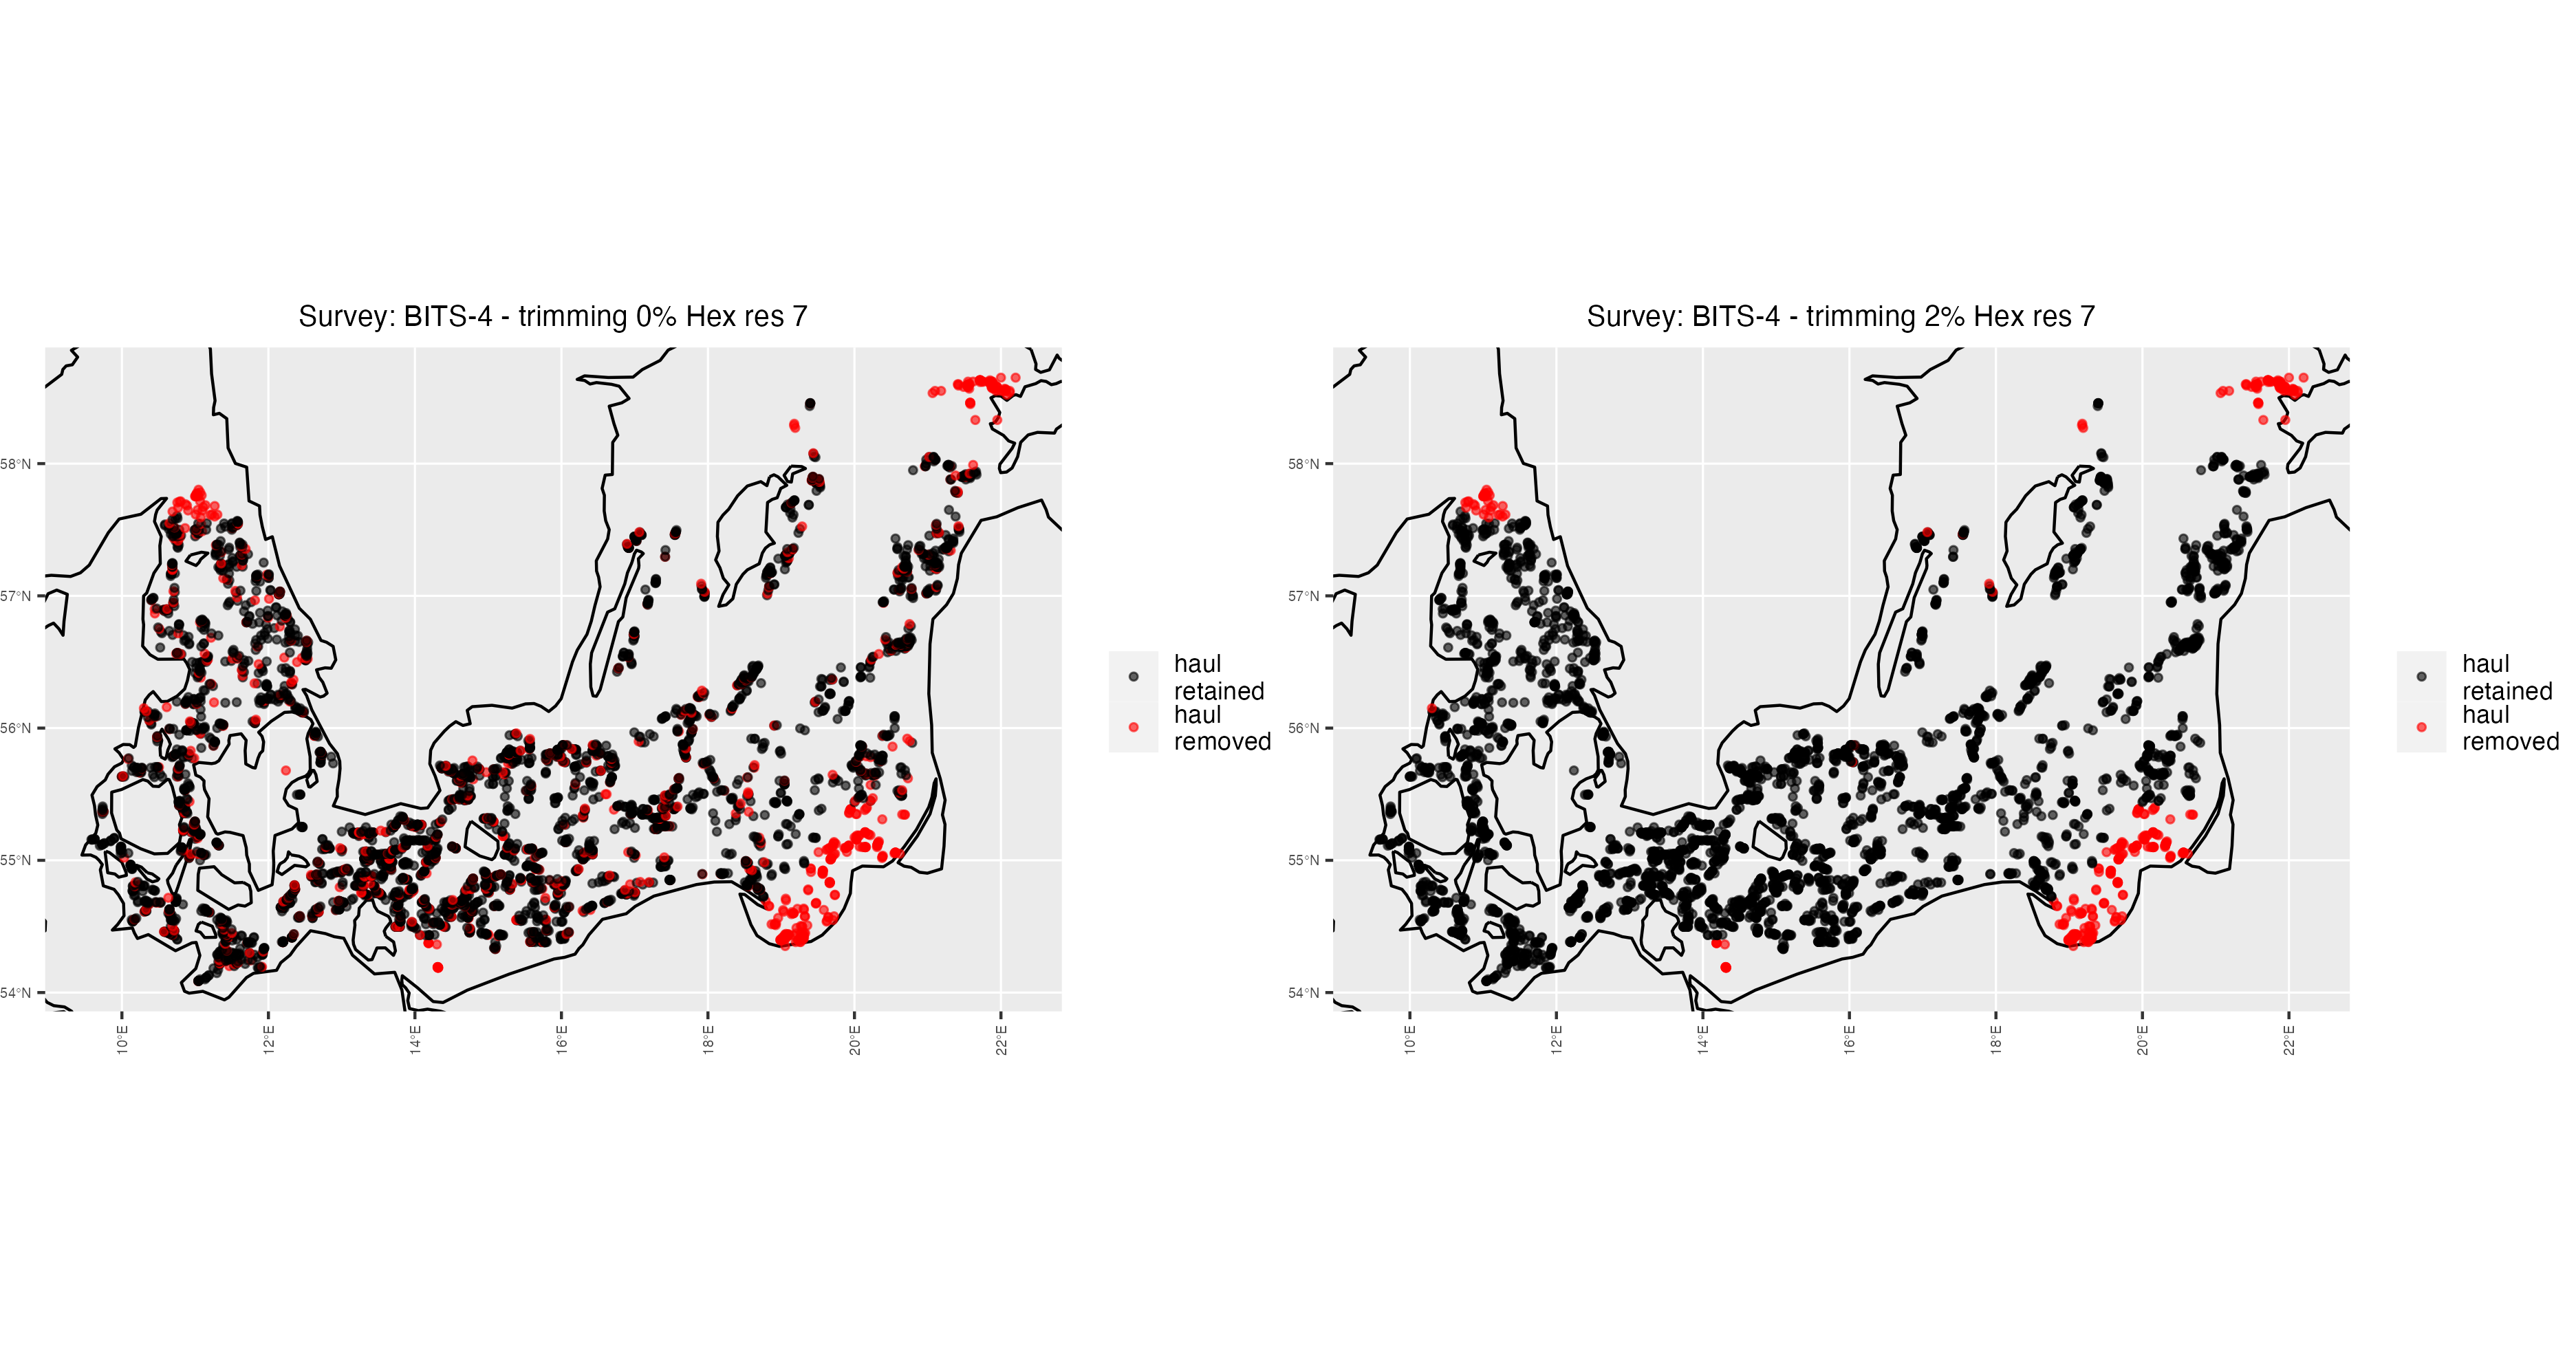 Survey: BITS-4 - trimming 0% Hex res 7
58°N
57°N
56°N
55°N
54°N
10°E
12°E
14°E
16°E
18°E
20°E
22°E
haul
retained
haul
removed
Survey: BITS-4 - trimming 2% Hex res 7
58°N
57°N
56°N
55°N
54°N
10°E
12°E
14°E
16°E
18°E
20°E
22°E
haul
retained
haul
removed